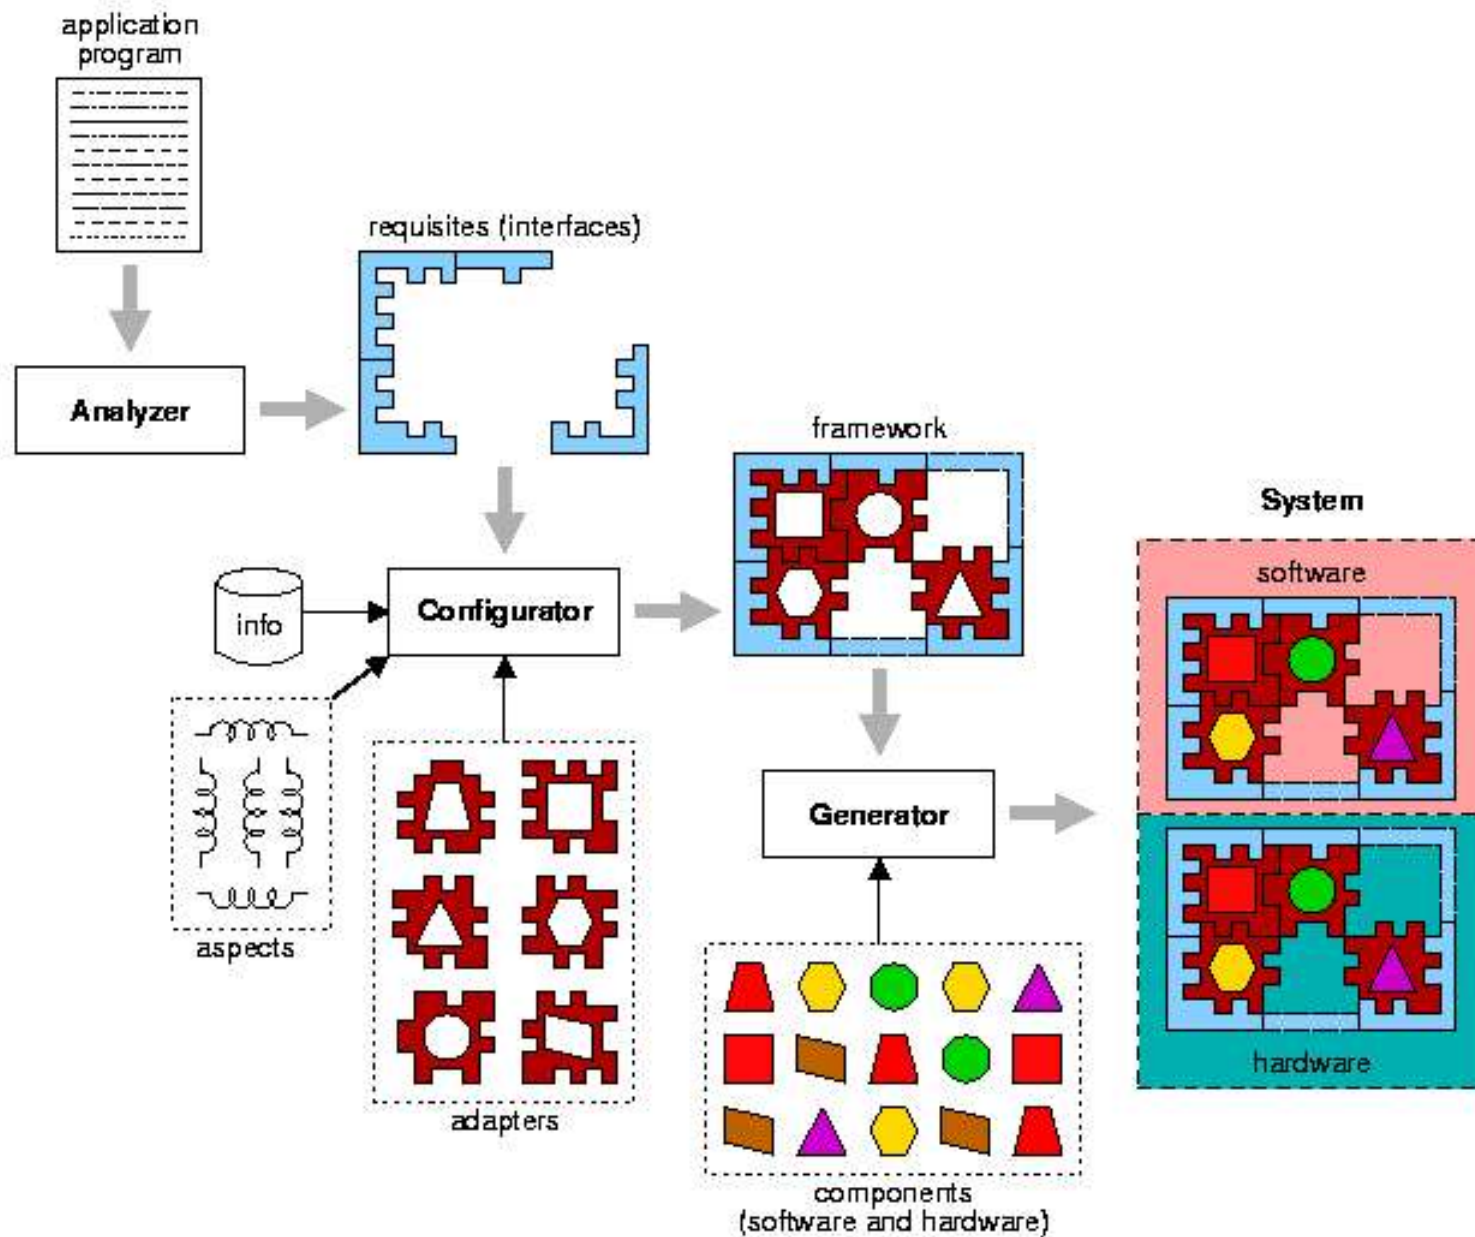 application
program
requisites (interfaces)
Analyzer
framework
System
software
info
Configurator
Generator
aspects
hardware
adapters
components
(software and hardware)